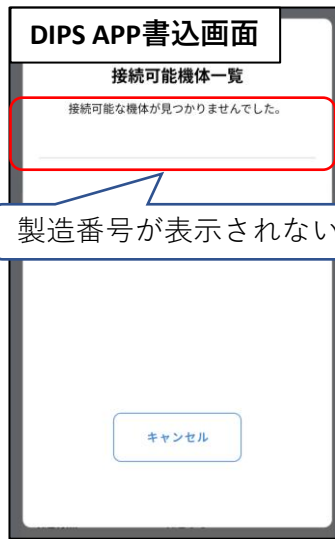 DIPS APP書込画面
接続可能機体一覧
接続可能な機体が見つかりませんでした。
製造番号が表示されない
キャンセル